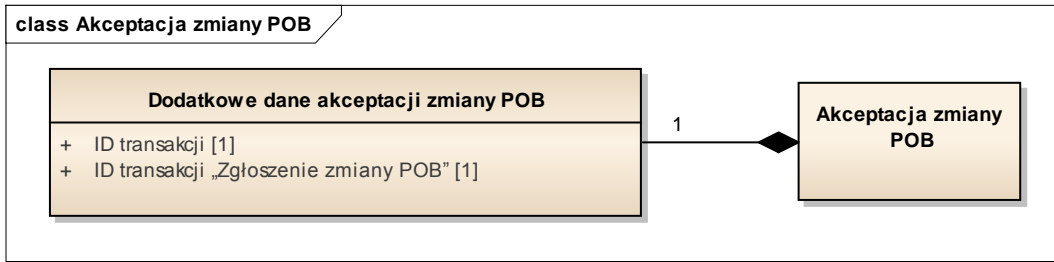 class Akceptacja zmiany POB
Dodatkowe dane akceptacji zmiany POB
+ ID transakcji [1]
+ ID transakcji „Zgłoszenie zmiany POB” [1]
1
Akceptacja zmiany
POB